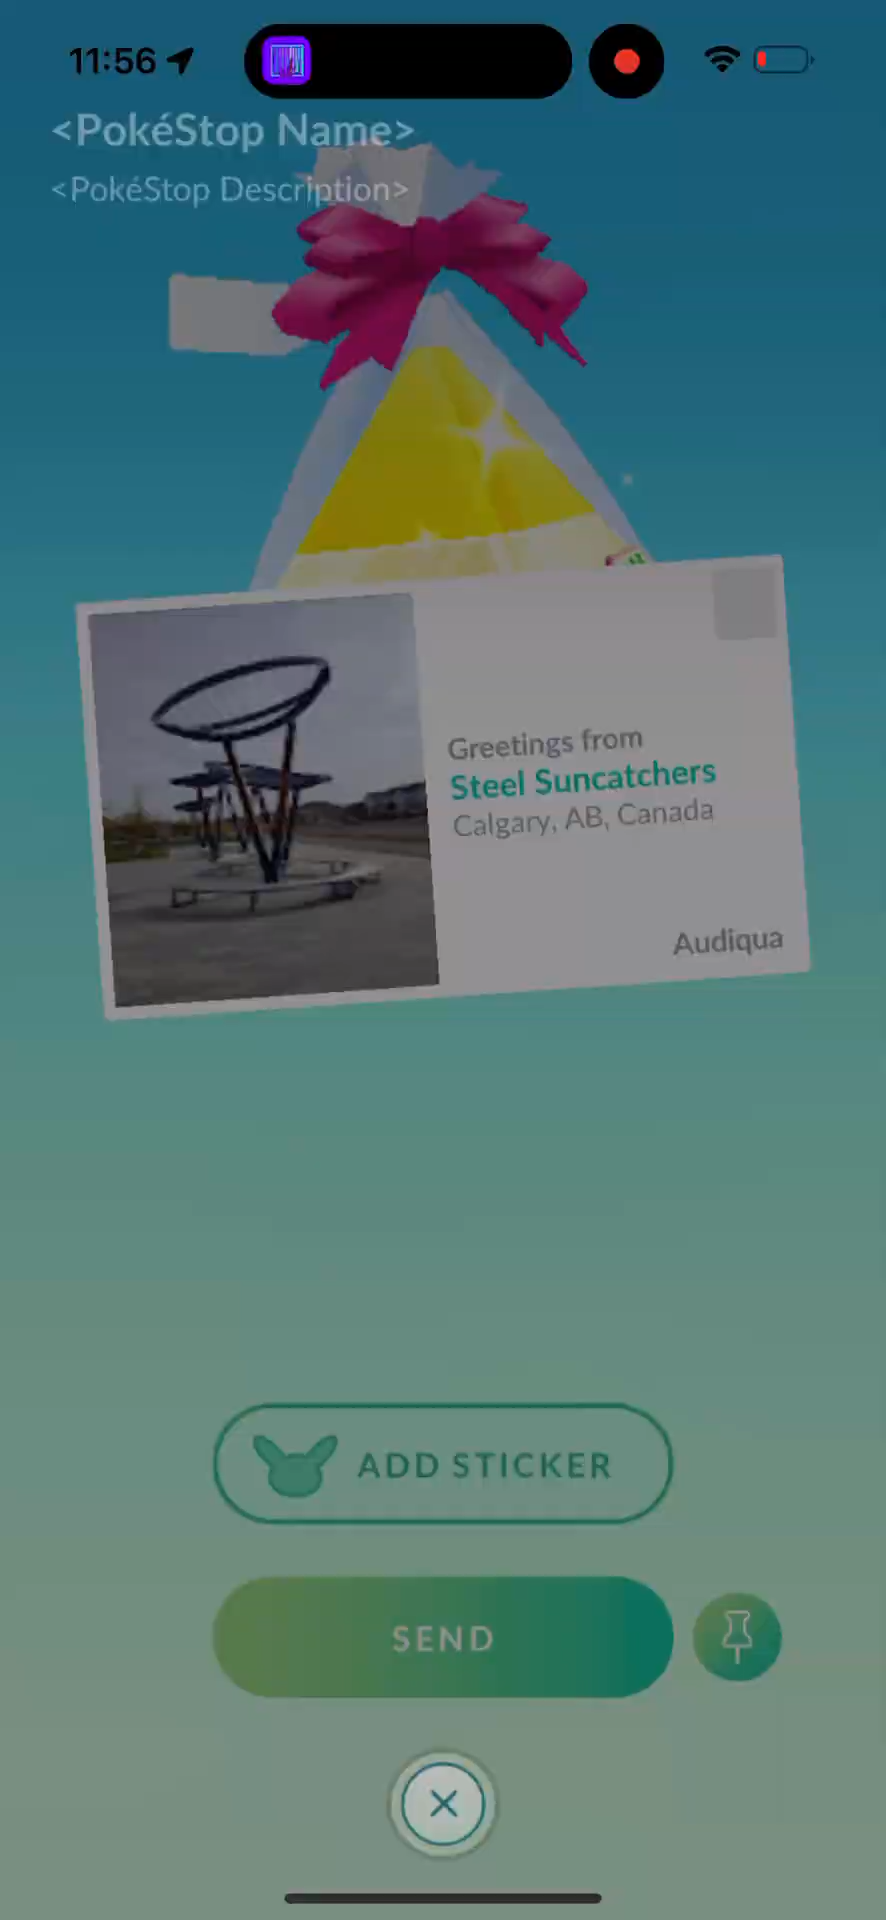 11:56
<PokéStop Name>
<PokéStop Description>
Greetings from
Steel Suncatchers
Calgary, AB, Canada
Audiqua
ADD STICKER
SEND